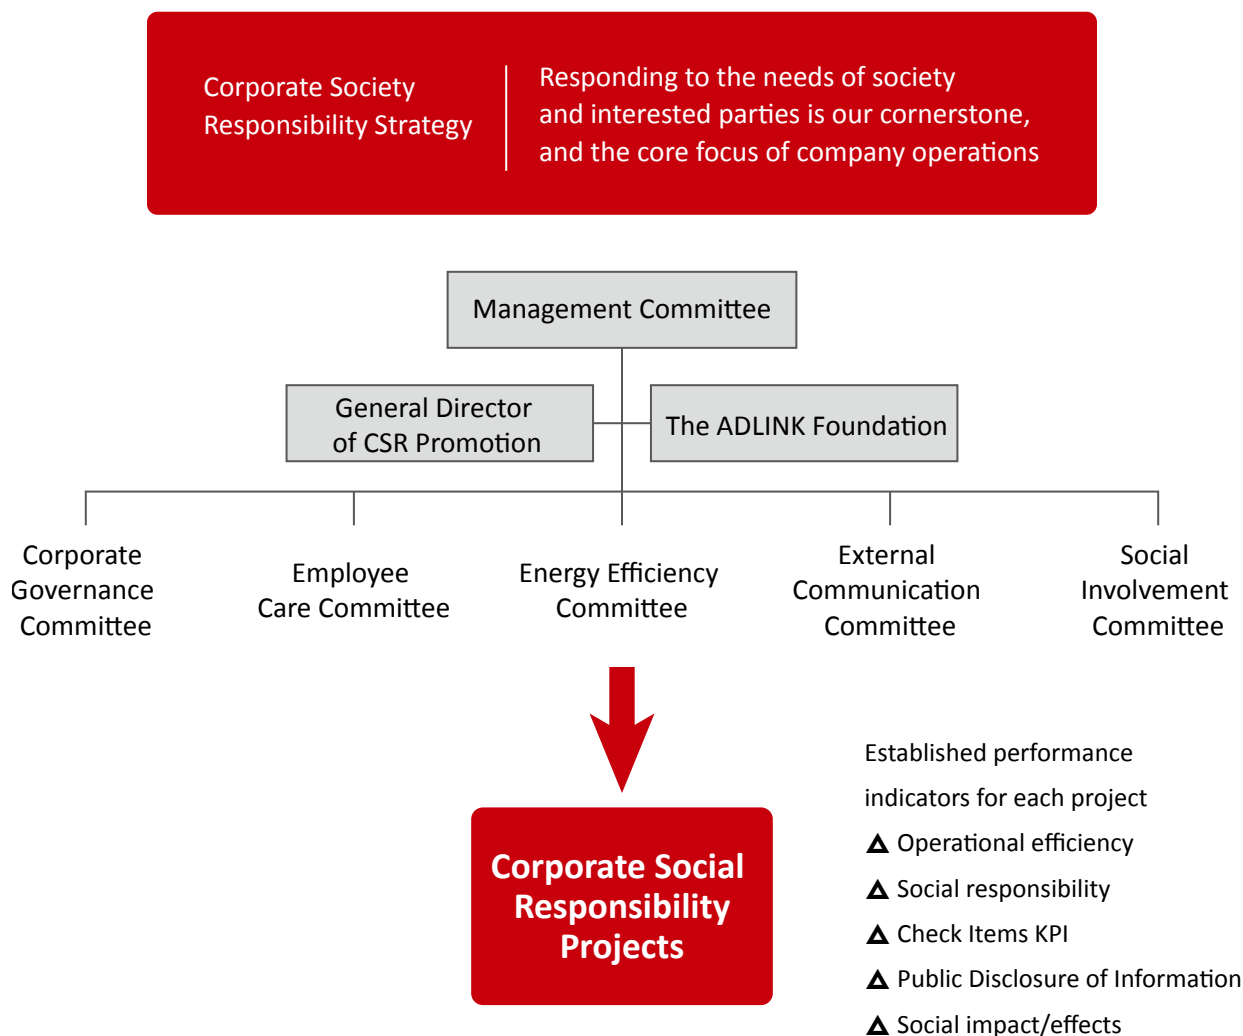 Corporate Society
Responsibility Strategy
Responding to the needs of society
and interested parties is our cornerstone,
and the core focus of company operations
Management Committee
General Director
of CSR Promotion
The ADLINK Foundation
Corporate
Governance
Committee
Employee
Care Committee
Energy Efficiency
Committee
External
Communication
Committee
Social
Involvement
Committee
Corporate Social
Responsibility
Projects
Established performance
indicators for each project
Operational efficiency
Social responsibility
Check Items KPI
Public Disclosure of Information
Social impact/effects